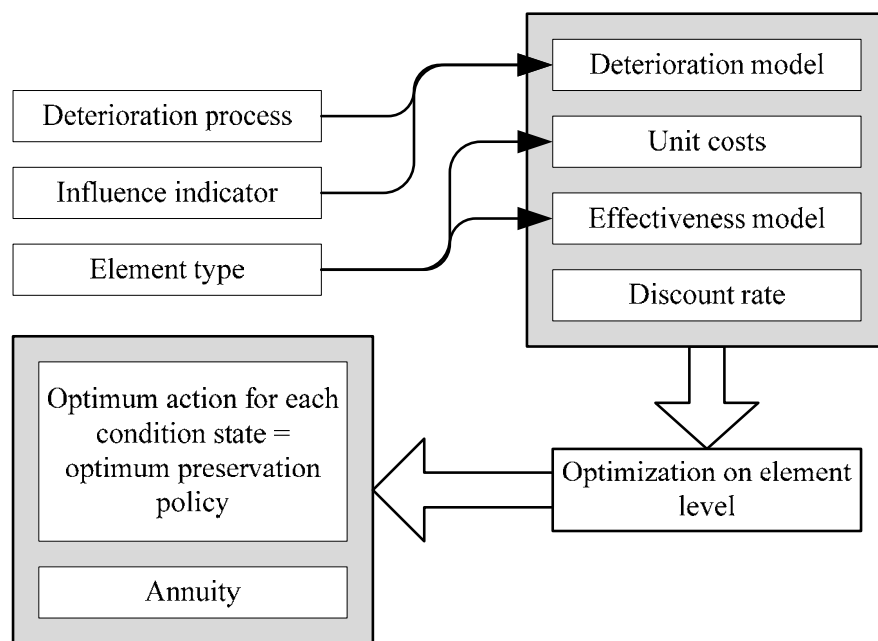 Deterioration model
Deterioration process
Unit costs
Influence indicator
Effectiveness model
Element type
Discount rate
Optimum action for each
condition state =
optimum preservation
policy
Optimization on element
level
Annuity